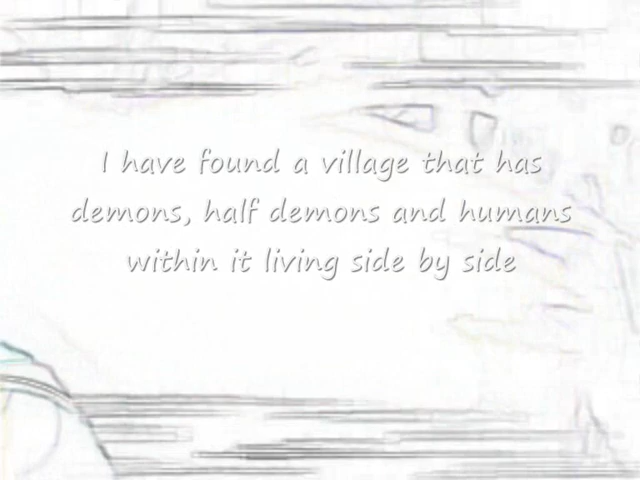 I have found a village that has
demons, half demons and humans
within it living side by side